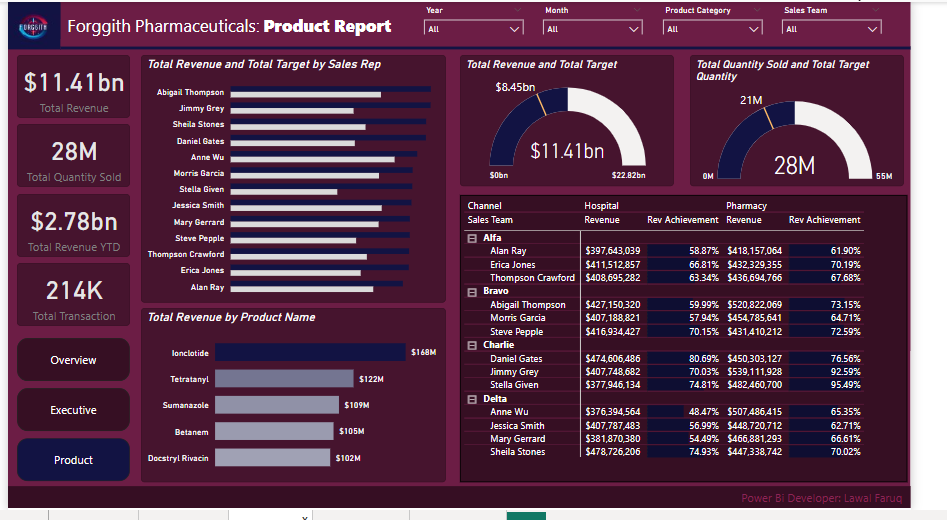 FORGGITH
Forggith Pharmaceuticals: Product Report
Year
All
Month
All
Product Category
All
Sales Team
All
$11.41bn
Total Revenue
28M
Total Quantity Sold
$2.78bn
Total Revenue YTD
214K
Total Transaction
Overview
Executive
Product
Total Revenue and Total Target by Sales Rep
Abigail Thompson
Jimmy Grey
Sheila Stones
Daniel Gates
Anne Wu
Morris Garcia
Stella Given
Jessica Smith
Mary Gerrard
Steve Pepple
Thompson Crawford
Erica Jones
Alan Ray
Total Revenue by Product Name
Ionclotide $168M
Tetratanyl $122M
Sumanazole $109M
Betanem $105M
Docstryl Rivacin $102M
Total Revenue and Total Target
$8.45bn
$11.41bn
$0bn $22.82bn
Total Quantity Sold and Total Target
Quantity
21M
28M
0M 55M
Channel Hospital Pharmacy
Sales Team Revenue Rev Achievement Revenue Rev Achievement
Alfa
Alan Ray $397,643,039 58.87% $418,157,064 61.90%
Erica Jones $411,512,857 66.81% $432,329,355 70.19%
Thompson Crawford $408,695,282 63.34% $436,694,766 67.68%
Bravo
Abigail Thompson $427,150,320 59.99% $520,822,069 73.15%
Morris Garcia $407,188,821 57.94% $454,785,641 64.71%
Steve Pepple $416,934,427 70.15% $431,410,212 72.59%
Charlie
Daniel Gates $474,606,486 80.69% $450,303,127 76.56%
Jimmy Grey $407,748,682 70.03% $539,111,928 92.59%
Stella Given $377,946,134 74.81% $482,460,700 95.49%
Delta
Anne Wu $376,394,564 48.47% $507,486,415 65.35%
Jessica Smith $407,787,483 56.99% $448,720,712 62.71%
Mary Gerrard $381,870,380 54.49% $466,881,293 66.61%
Sheila Stones $478,726,206 74.93% $447,338,742 70.02%
Power BI Developer: Lawal Faruq